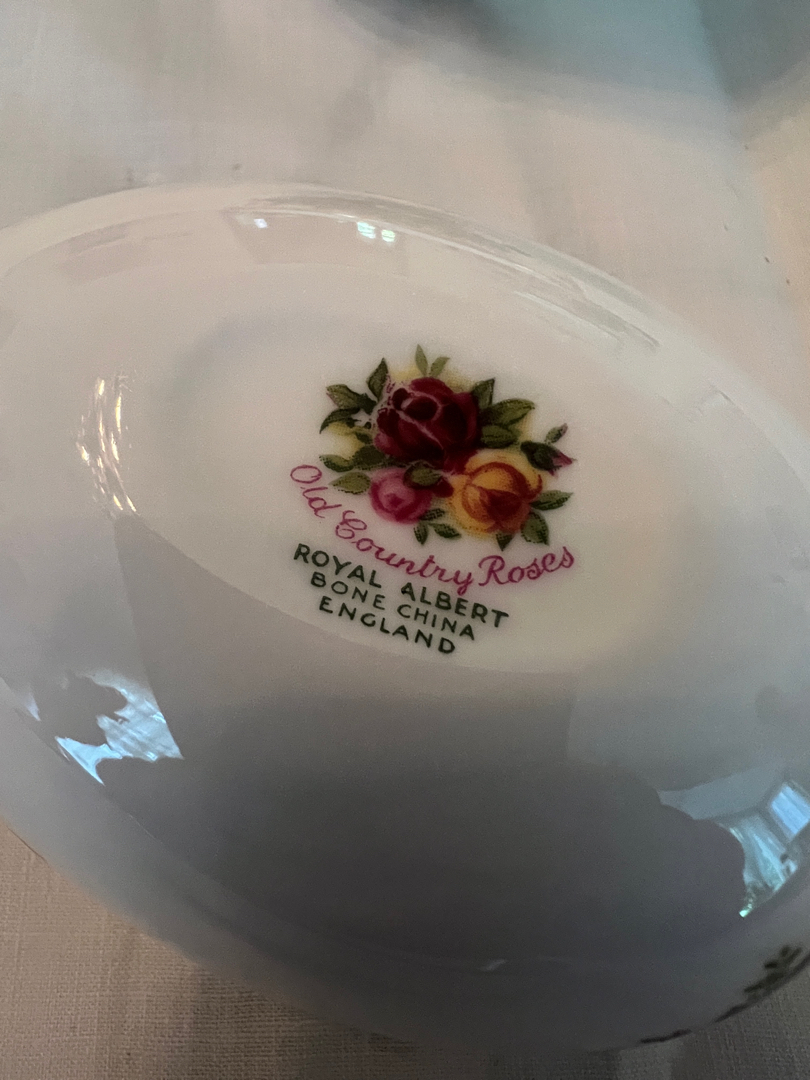 Old Country Roses
ROYAL ALBERT
BONE CHINA
ENGLAND